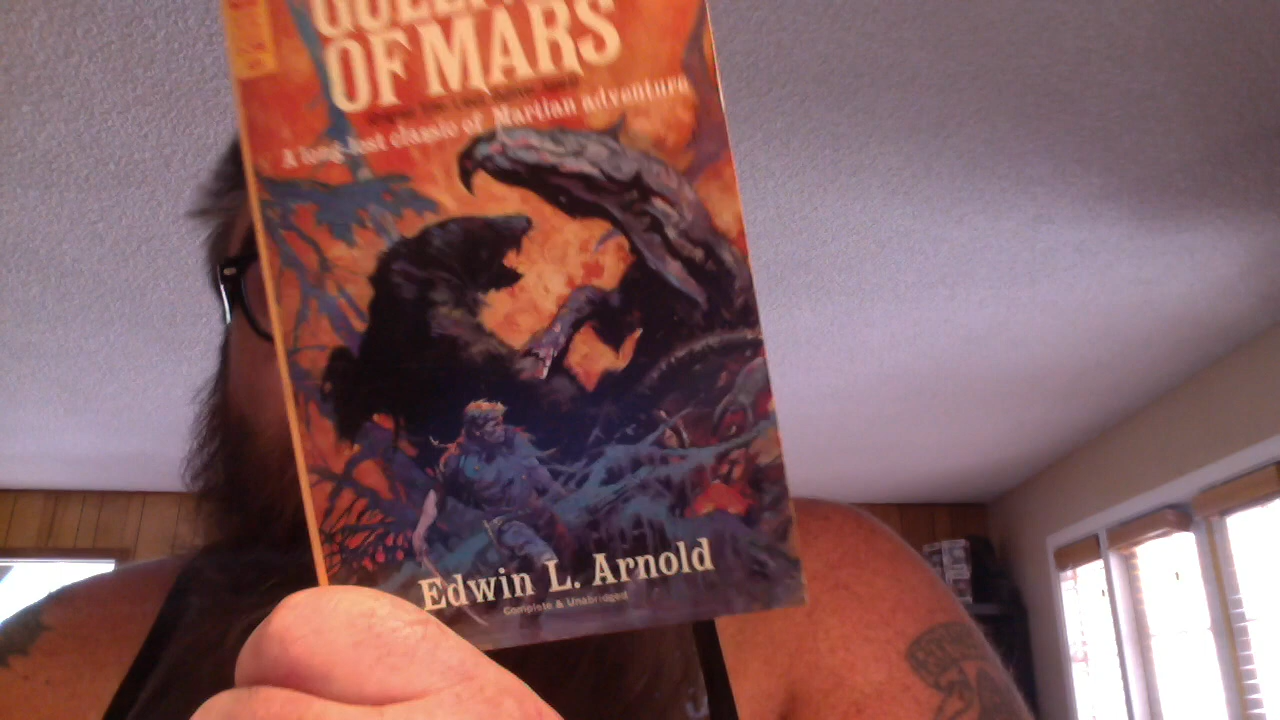 OF MARS
A long-lost classic of Martian adventure
Edwin L. Arnold
Complete & Unabridged